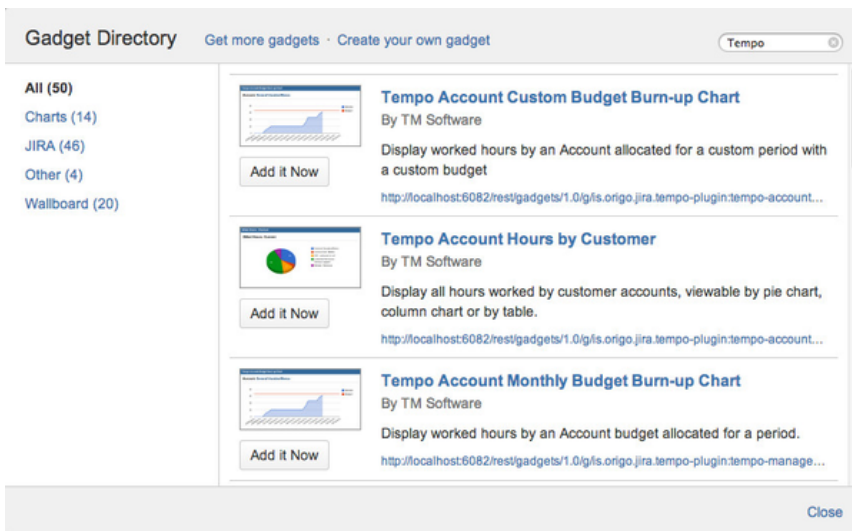 Gadget Directory
Get more gadgets · Create your own gadget
Tempo
All (50)
Charts (14)
JIRA (46)
Other (4)
Wallboard (20)
Tempo Account Custom Budget Burn-up Chart
By TM Software
Display worked hours by an Account allocated for a custom period with
a custom budget
http://localhost:6082/rest/gadgets/1.0/g/is.origo.jira.tempo-plugin:tempo-account...
Add it Now
Tempo Account Hours by Customer
By TM Software
Display all hours worked by customer accounts, viewable by pie chart,
column chart or by table.
http://localhost:6082/rest/gadgets/1.0/g/is.origo.jira.tempo-plugin:tempo-account...
Add it Now
Tempo Account Monthly Budget Burn-up Chart
By TM Software
Display worked hours by an Account budget allocated for a period.
http://localhost:6082/rest/gadgets/1.0/g/is.origo.jira.tempo-plugin:tempo-manage...
Add it Now
Close